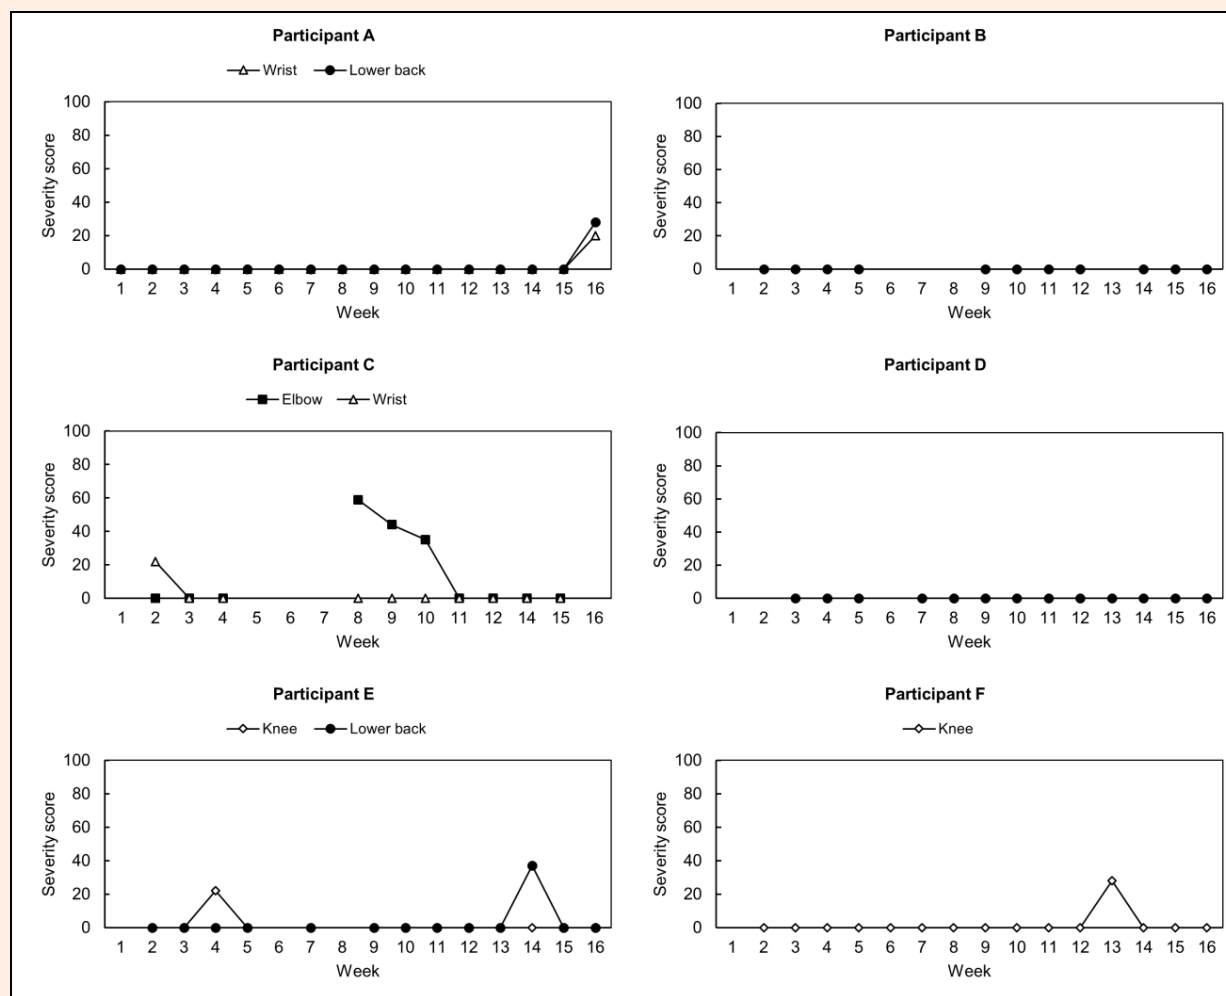 Participant A
Wrist Lower back
100
80
60
40
20
0
Severity score
1 2 3 4 5 6 7 8 9 10 11 12 13 14 15 16
Week
Participant B
100
80
60
40
20
0
Severity score
1 2 3 4 5 6 7 8 9 10 11 12 13 14 15 16
Week
Participant C
Elbow Wrist
100
80
60
40
20
0
Severity score
1 2 3 4 5 6 7 8 9 10 11 12 14 15 16
Week
Participant D
100
80
60
40
20
0
Severity score
1 2 3 4 5 6 7 8 9 10 11 12 13 14 15 16
Week
Participant E
Knee Lower back
100
80
60
40
20
0
Severity score
1 2 3 4 5 6 7 8 9 10 11 12 13 14 15 16
Week
Participant F
Knee
100
80
60
40
20
0
Severity score
1 2 3 4 5 6 7 8 9 10 11 12 13 14 15 16
Week